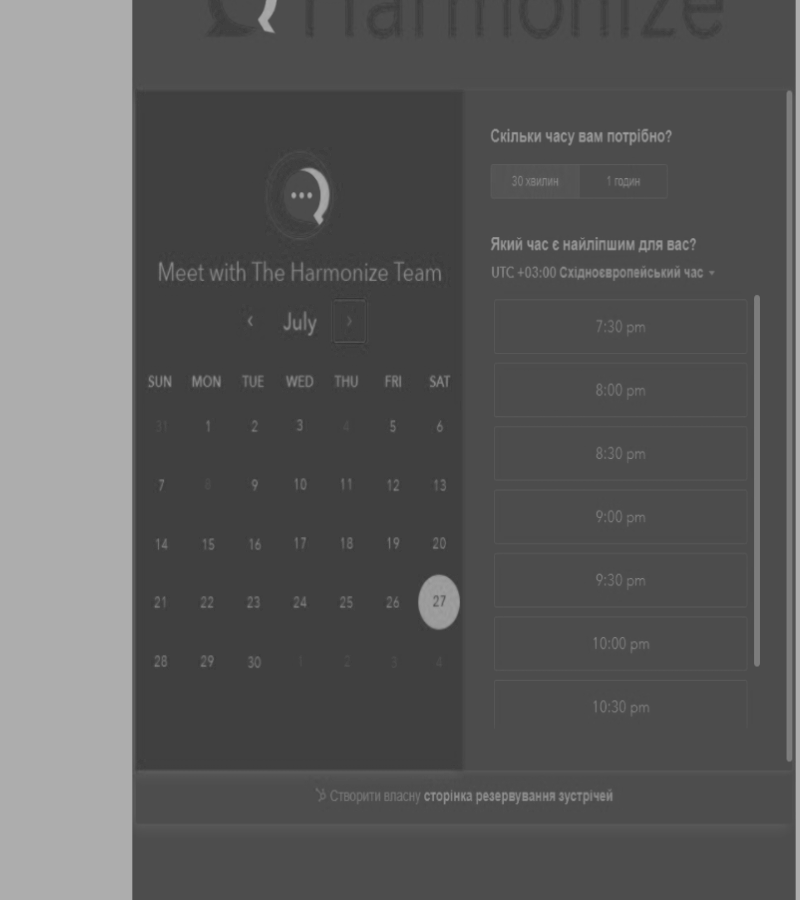 Harmonize
Meet with The Harmonize Team
‹ July ›
SUN MON TUE WED THU FRI SAT
31 1 2 3 4 5 6
7 8 9 10 11 12 13
14 15 16 17 18 19 20
21 22 23 24 25 26 27
28 29 30 1 2 3 4
Скільки часу вам потрібно?
30 хвилин 1 годин
Який час є найліпшим для вас?
UTC +03:00 Східноєвропейський час
7:30 pm
8:00 pm
8:30 pm
9:00 pm
9:30 pm
10:00 pm
10:30 pm
Створити власну сторінка резервування зустрічей